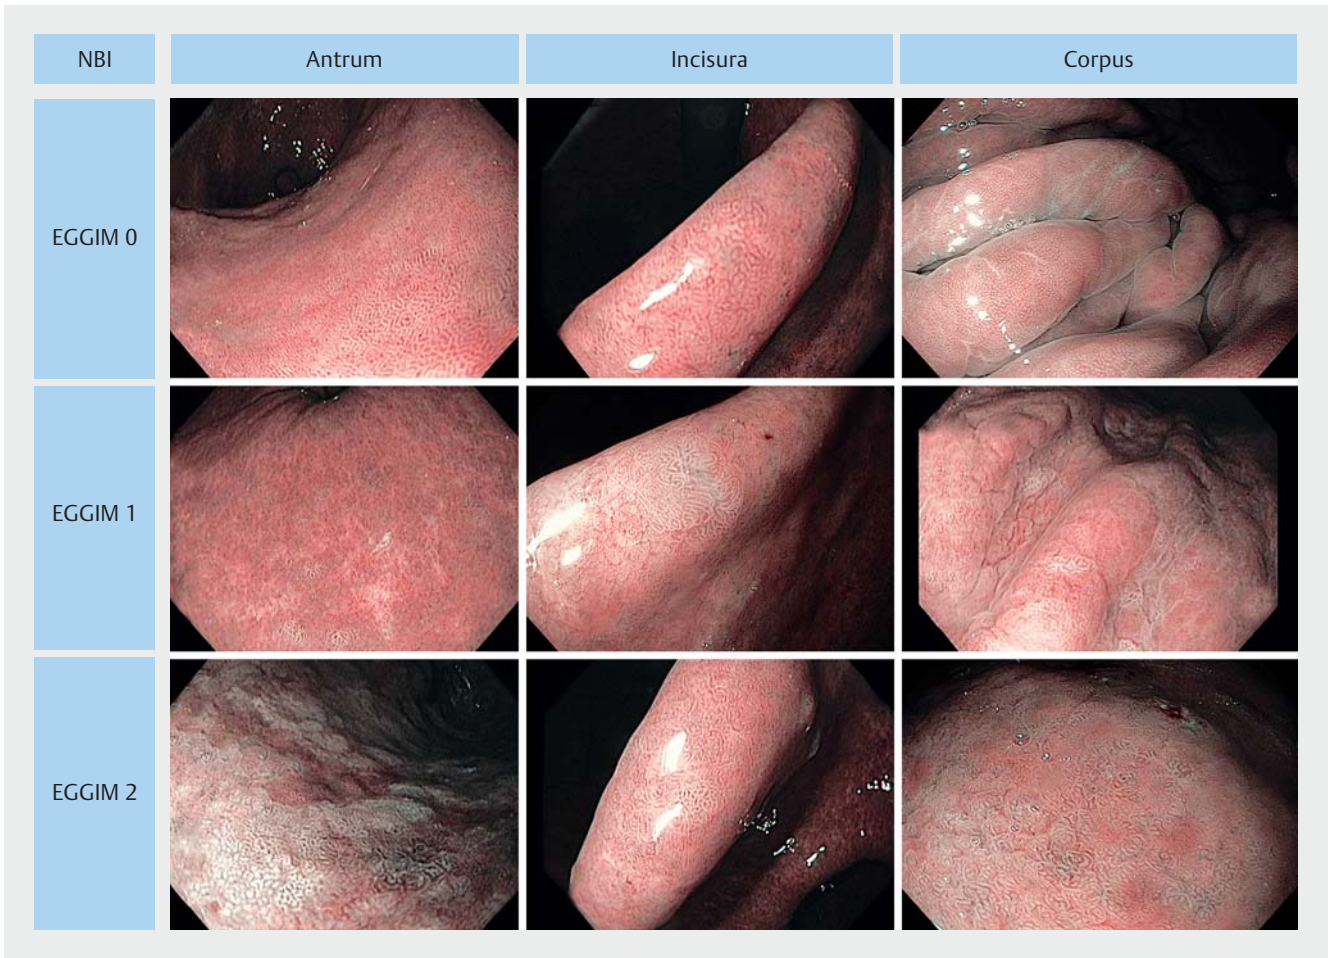 NBI
Antrum
Incisura
Corpus
EGGIM 0
EGGIM 1
EGGIM 2